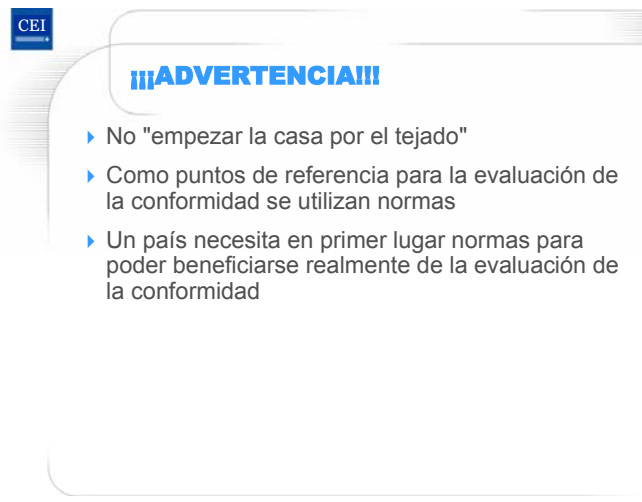 CEI
¡¡¡ADVERTENCIA!!!
No "empezar la casa por el tejado"
Como puntos de referencia para la evaluación de
la conformidad se utilizan normas
Un país necesita en primer lugar normas para
poder beneficiarse realmente de la evaluación de
la conformidad